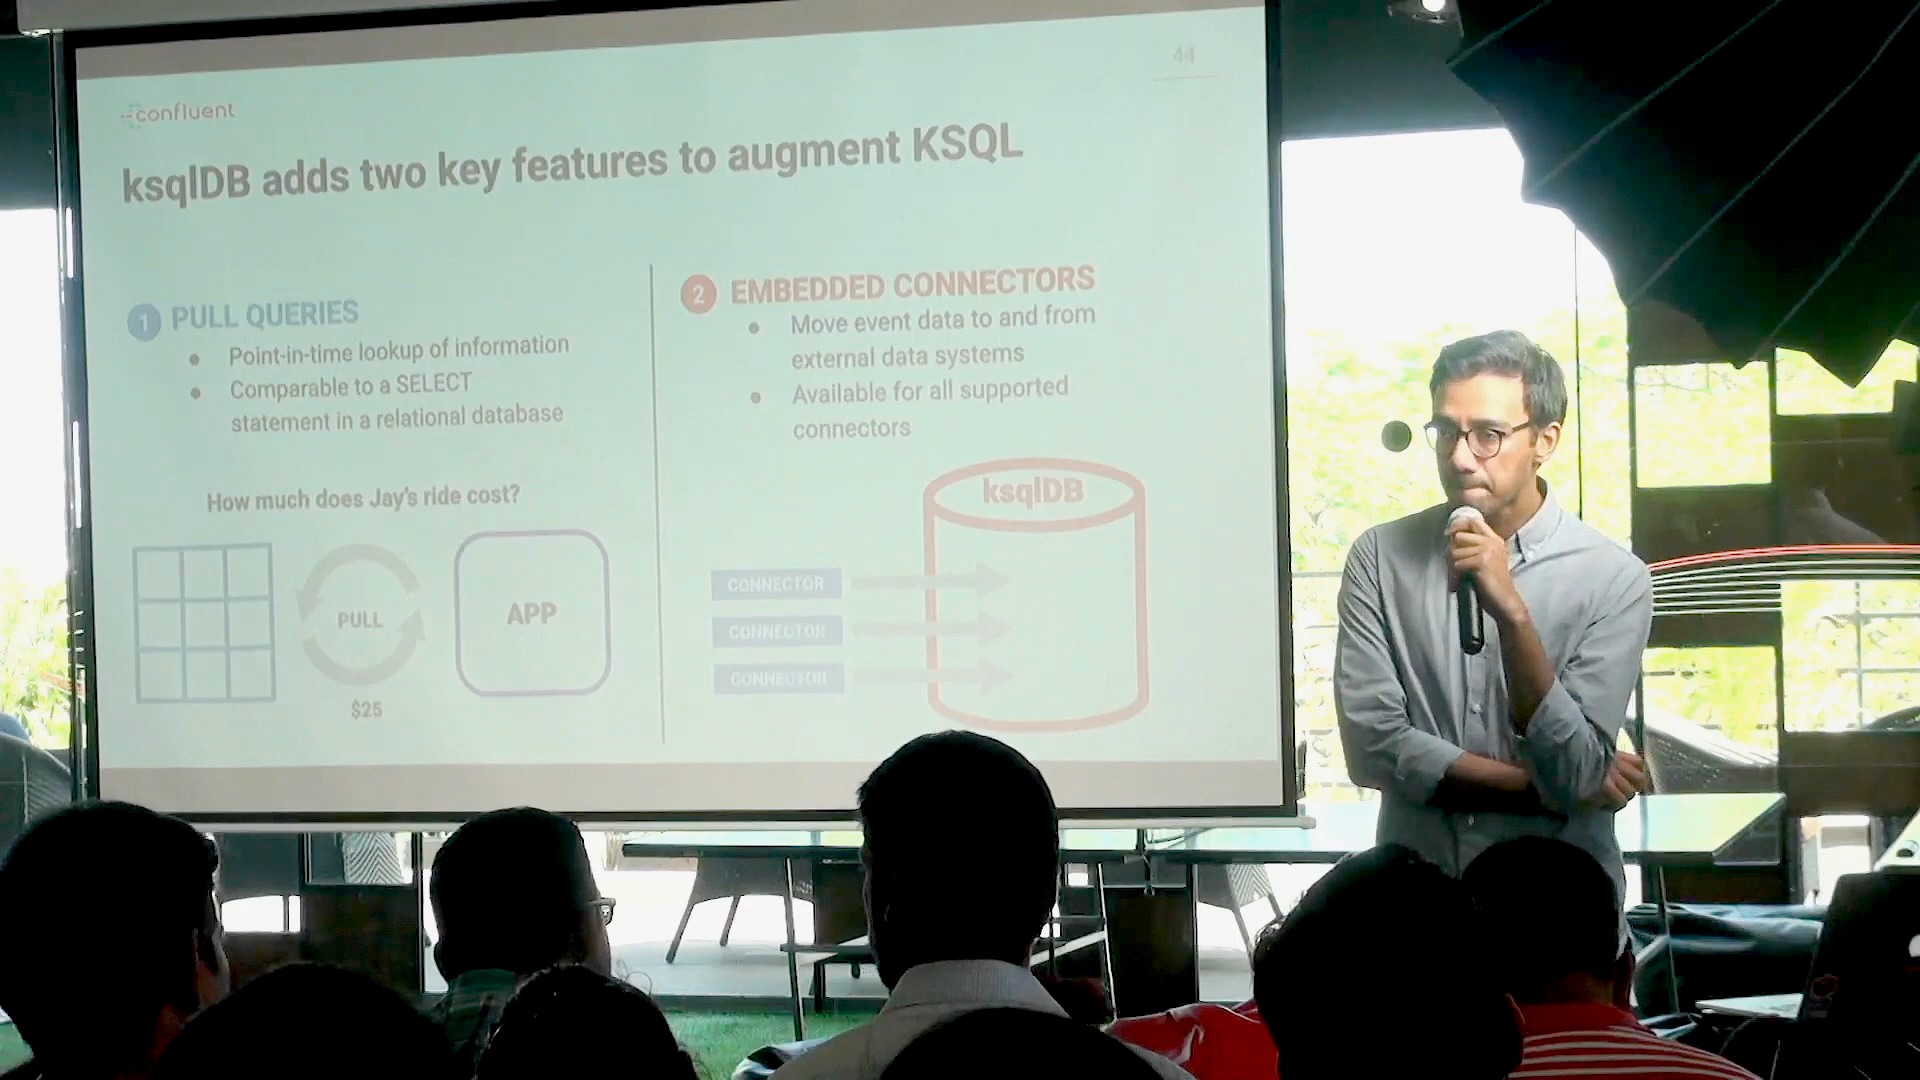 44
confluent
ksqlDB adds two key features to augment KSQL
1 PULL QUERIES
● Point-in-time lookup of information
● Comparable to a SELECT
statement in a relational database
How much does Jay's ride cost?
PULL
APP
$25
2 EMBEDDED CONNECTORS
● Move event data to and from
external data systems
● Available for all supported
connectors
ksqlDB
CONNECTOR
CONNECTOR
CONNECTOR